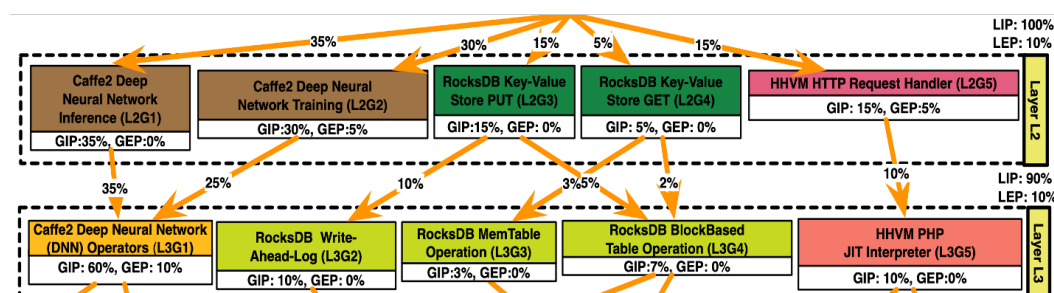 LIP: 100%
LEP: 10%
35%
30%
15%
5%
15%
Caffe2 Deep
Neural Network
Inference (L2G1)
GIP:35%, GEP:0%
Caffe2 Deep Neural
Network Training (L2G2)
GIP:30%, GEP:5%
RocksDB Key-Value
Store PUT (L2G3)
GIP:15%, GEP: 0%
RocksDB Key-Value
Store GET (L2G4)
GIP: 5%, GEP: 0%
HHVM HTTP Request Handler (L2G5)
GIP: 15%, GEP:5%
Layer L2
35%
25%
10%
3%
5%
2%
10%
LIP: 90%
LEP: 10%
Caffe2 Deep Neural Network
(DNN) Operators (L3G1)
GIP: 60%, GEP: 10%
RocksDB Write-
Ahead-Log (L3G2)
GIP: 10%, GEP: 0%
RocksDB MemTable
Operation (L3G3)
GIP:3%, GEP:0%
RocksDB BlockBased
Table Operation (L3G4)
GIP:7%, GEP: 0%
HHVM PHP
JIT Interpreter (L3G5)
GIP: 10%, GEP:0%
Layer L3